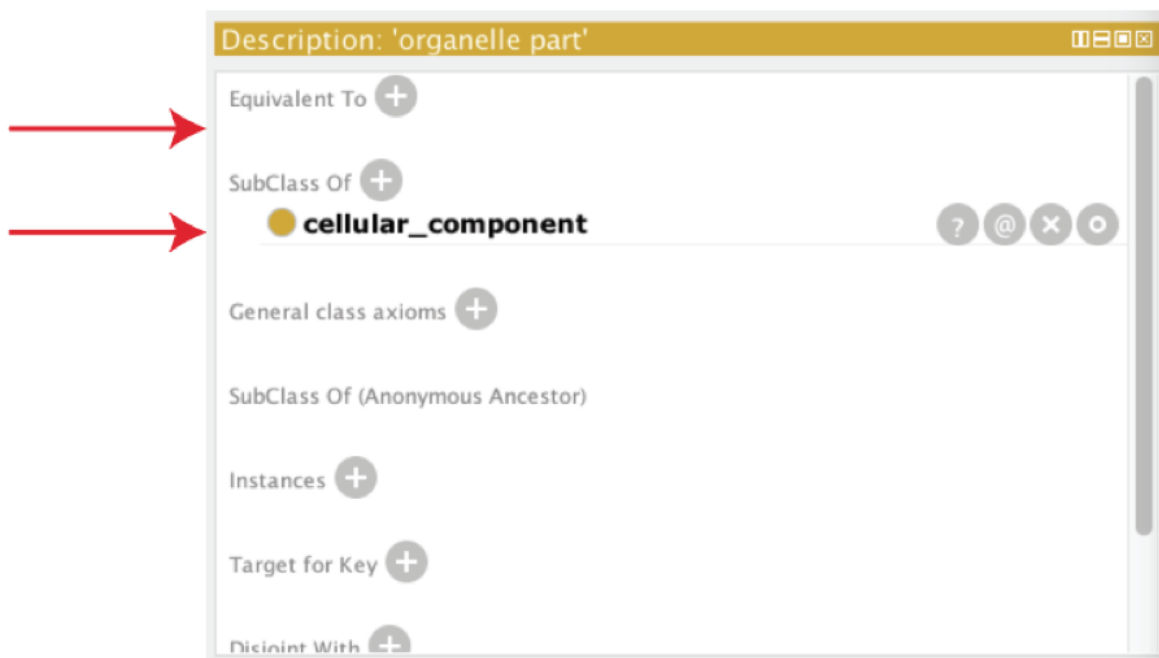 Description: 'organelle part'
Equivalent To
SubClass Of
cellular_component
? @
General class axioms
SubClass Of (Anonymous Ancestor)
Instances
Target for Key
Disjoint With